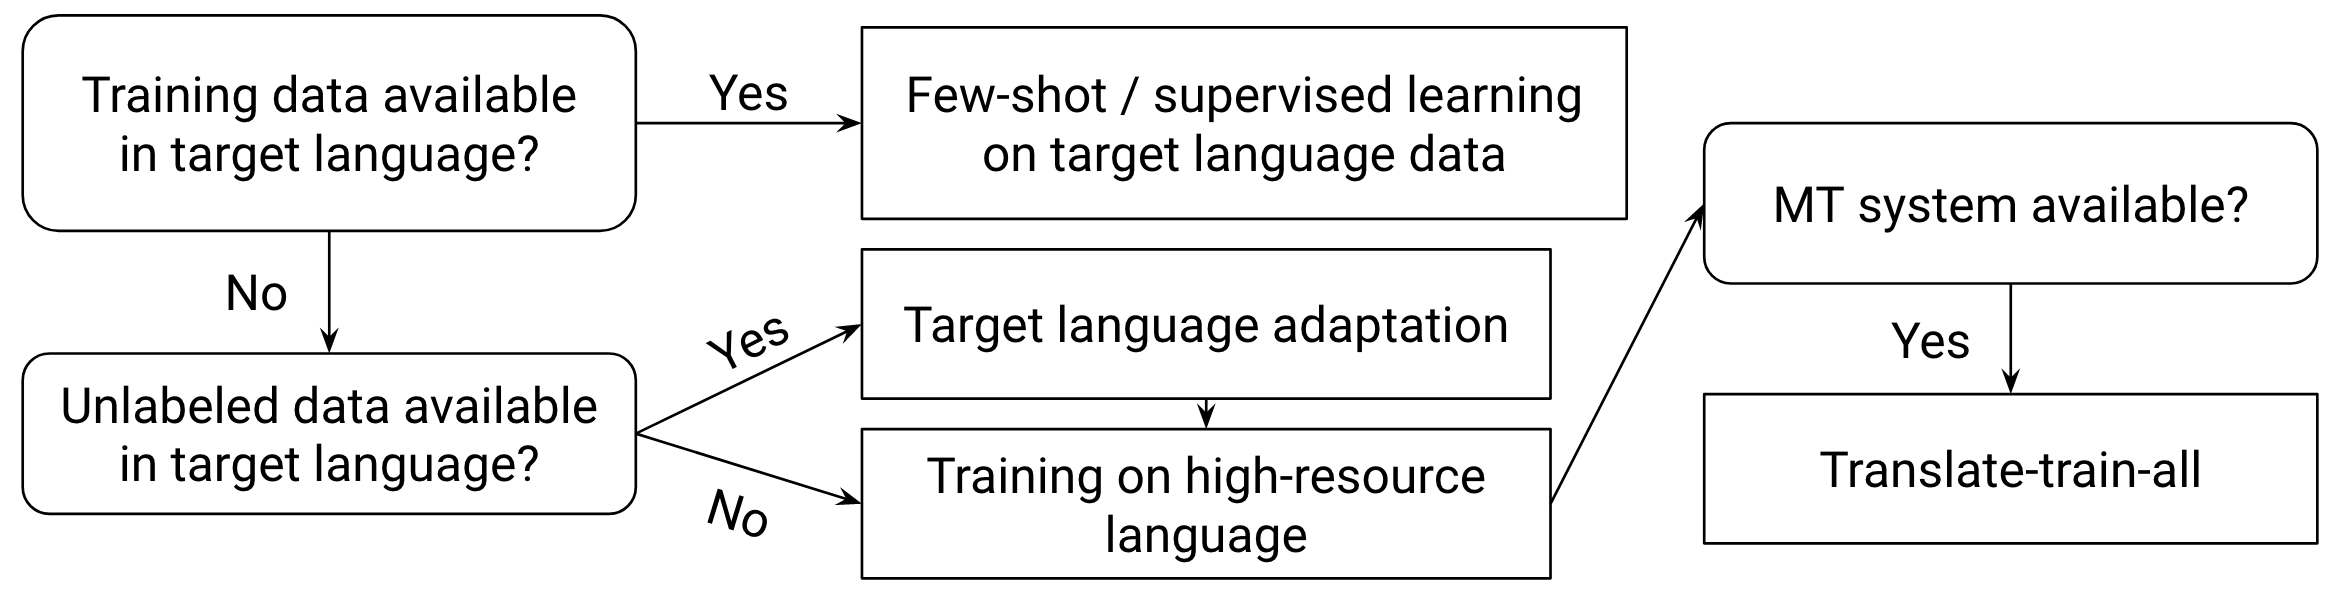 Training data available
in target language?
Yes
Few-shot / supervised learning
on target language data
No
Unlabeled data available
in target language?
Yes
Target language adaptation
No
Training on high-resource
language
MT system available?
Yes
Translate-train-all